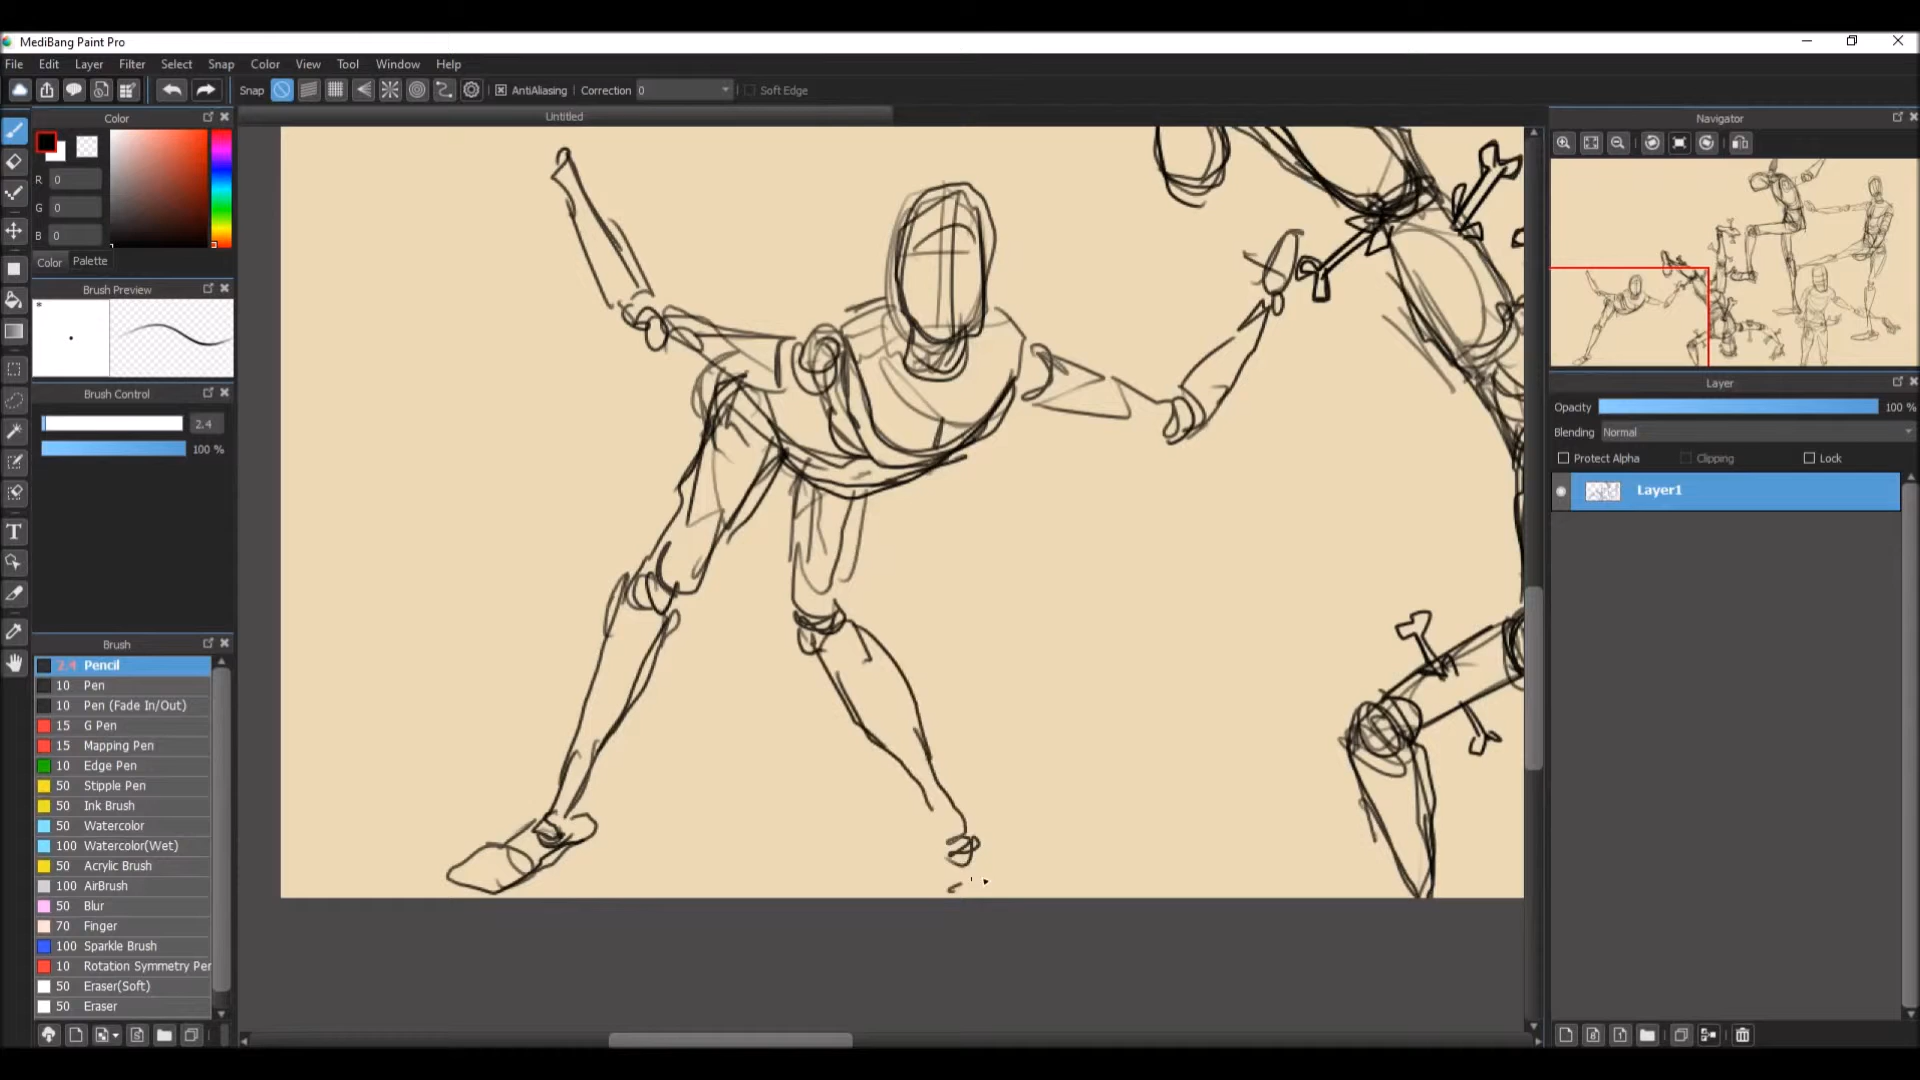 MediBang Paint Pro
File Edit Layer Filter Select Snap Color View Tool Window Help
Snap AntiAliasing Correction 0 Soft Edge
Color
Untitled
Navigator
R 0
G 0
B 0
Color Palette
Brush Preview
*
Brush Control
2.4
100 %
Layer
Opacity 100 %
Blending Normal
Protect Alpha Clipping Lock
Layer1
Brush
2.4 Pencil
10 Pen
10 Pen (Fade In/Out)
15 G Pen
15 Mapping Pen
10 Edge Pen
50 Stipple Pen
50 Ink Brush
50 Watercolor
100 Watercolor(Wet)
50 Acrylic Brush
100 AirBrush
50 Blur
70 Finger
100 Sparkle Brush
10 Rotation Symmetry Per
50 Eraser(Soft)
50 Eraser